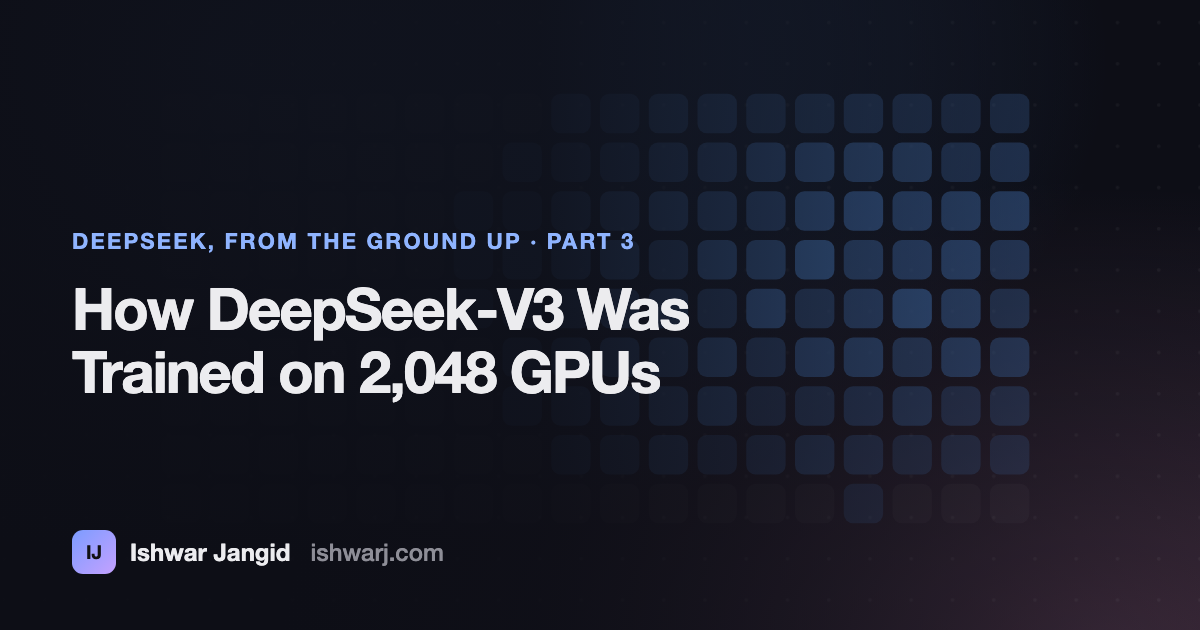 DEEPSEEK, FROM THE GROUND UP · PART 3
How DeepSeek-V3 Was
Trained on 2,048 GPUs
IJ Ishwar Jangid ishwarj.com